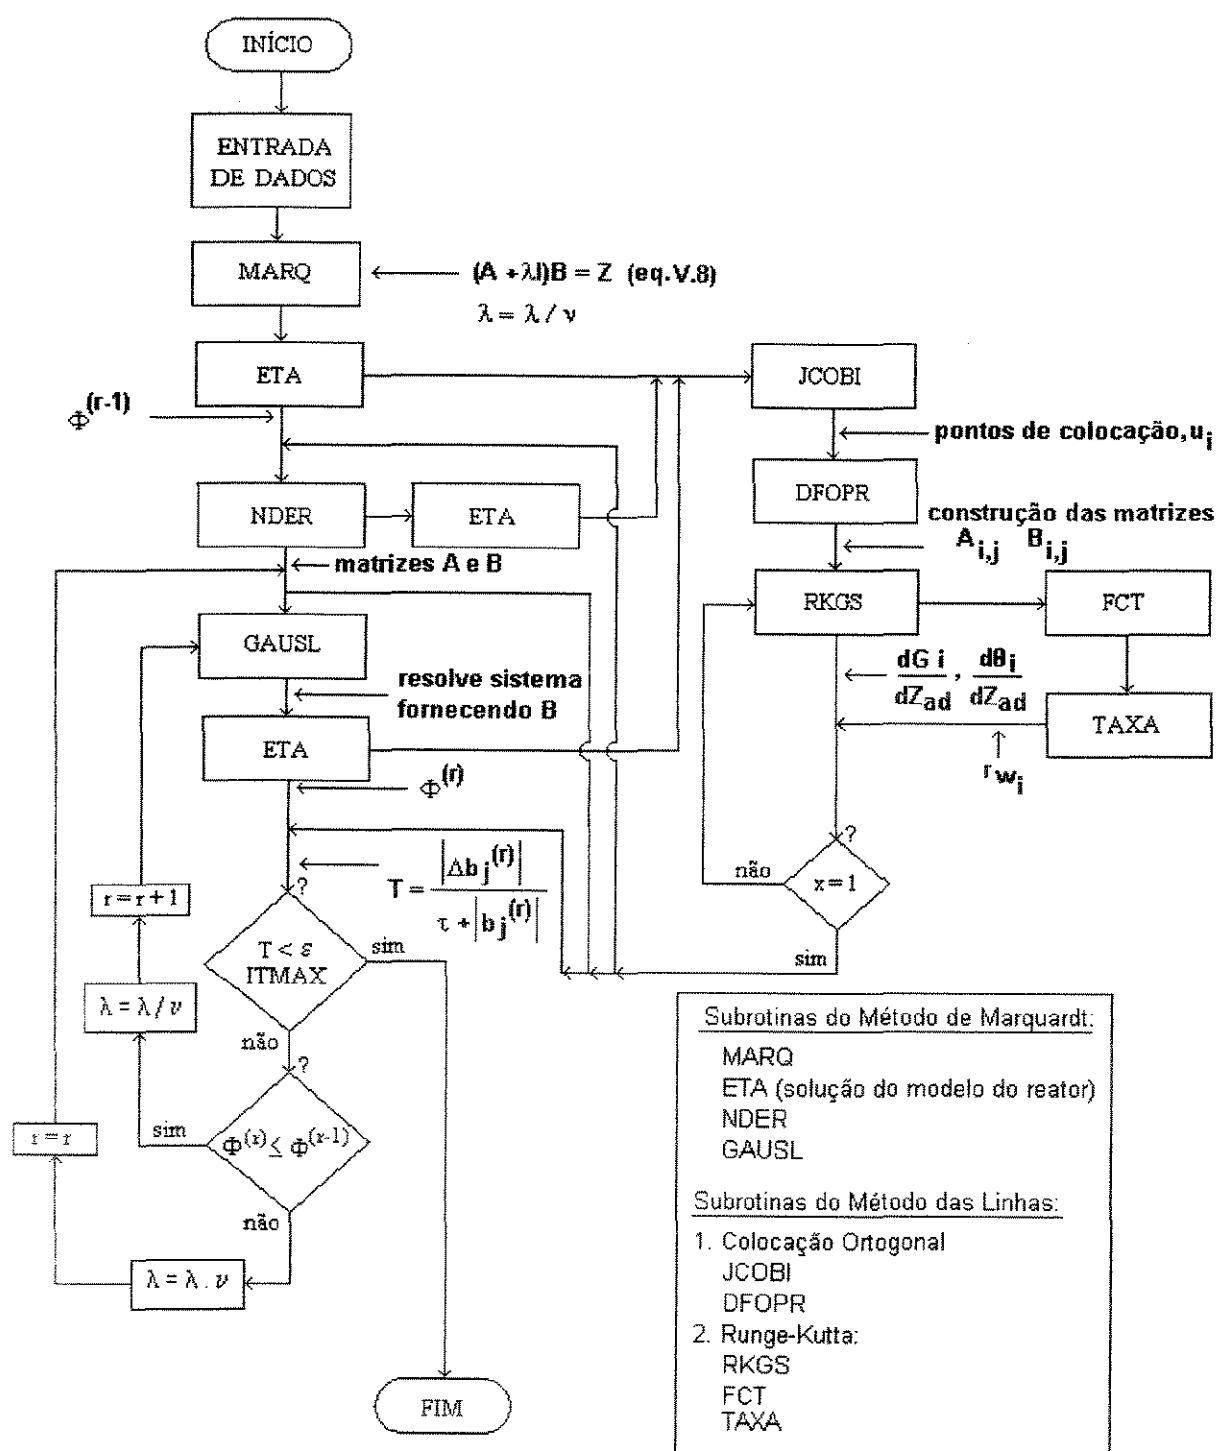 INÍCIO
ENTRADA
DE DADOS
MARQ
(A +λI)B = Z (eq.V.8)
λ = λ / ν
ETA
JCOBI
Φ(r-1)
pontos de colocação,ui
NDER
ETA
DFOPR
construção das matrizes
Ai,j Bi,j
matrizes A e B
RKGS
FCT
GAUSL
dG i / dZad , dθi / dZad
resolve sistema
fornecendo B
ETA
TAXA
rwi
Φ(r)
?
T = |Δb j(r)| / τ + |bj(r)|
não
x=1
r = r + 1
?
T < ε
ITMAX
sim
sim
λ = λ / ν
não
?
r = r
sim
Φ(r) ≤ Φ(r-1)
não
λ = λ . ν
FIM
Subrotinas do Método de Marquardt:
MARQ
ETA (solução do modelo do reator)
NDER
GAUSL
Subrotinas do Método das Linhas:
1. Colocação Ortogonal
JCOBI
DFOPR
2. Runge-Kutta:
RKGS
FCT
TAXA